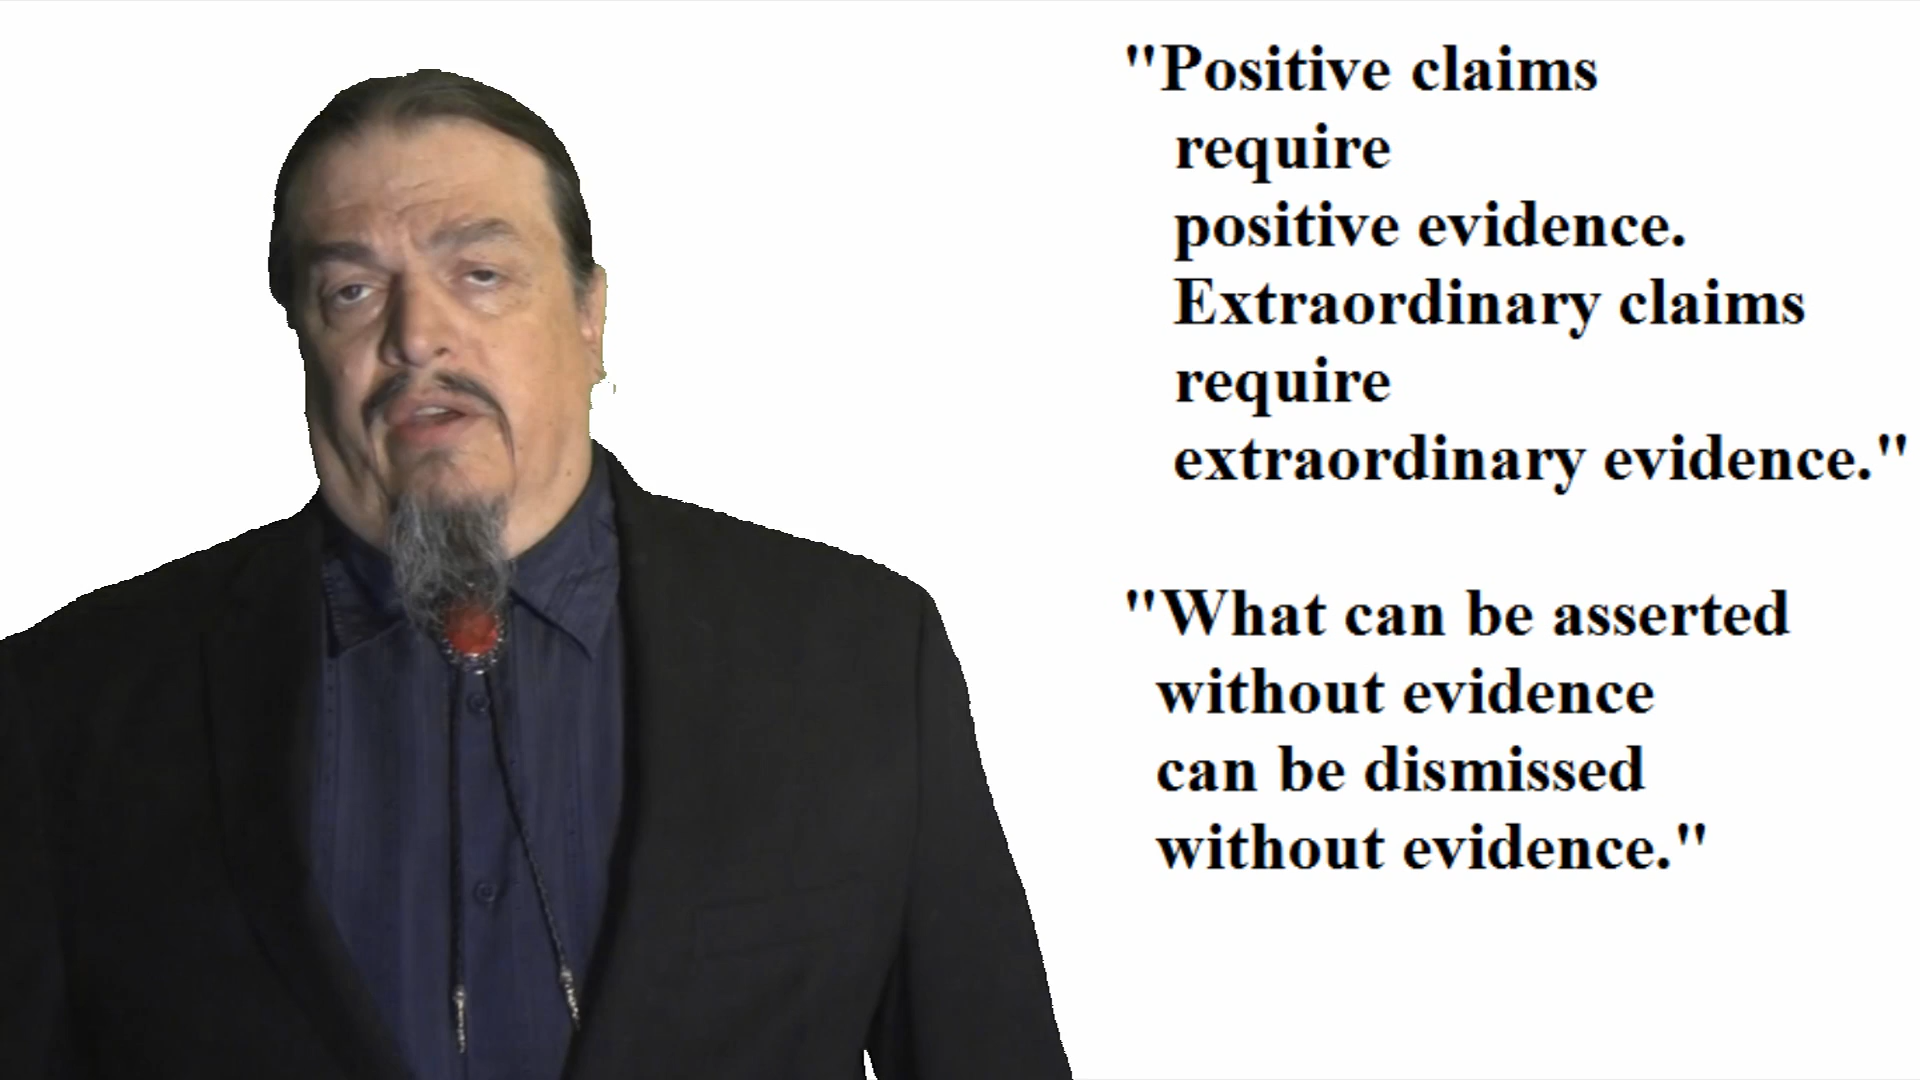 "Positive claims
require
positive evidence.
Extraordinary claims
require
extraordinary evidence."
"What can be asserted
without evidence
can be dismissed
without evidence."